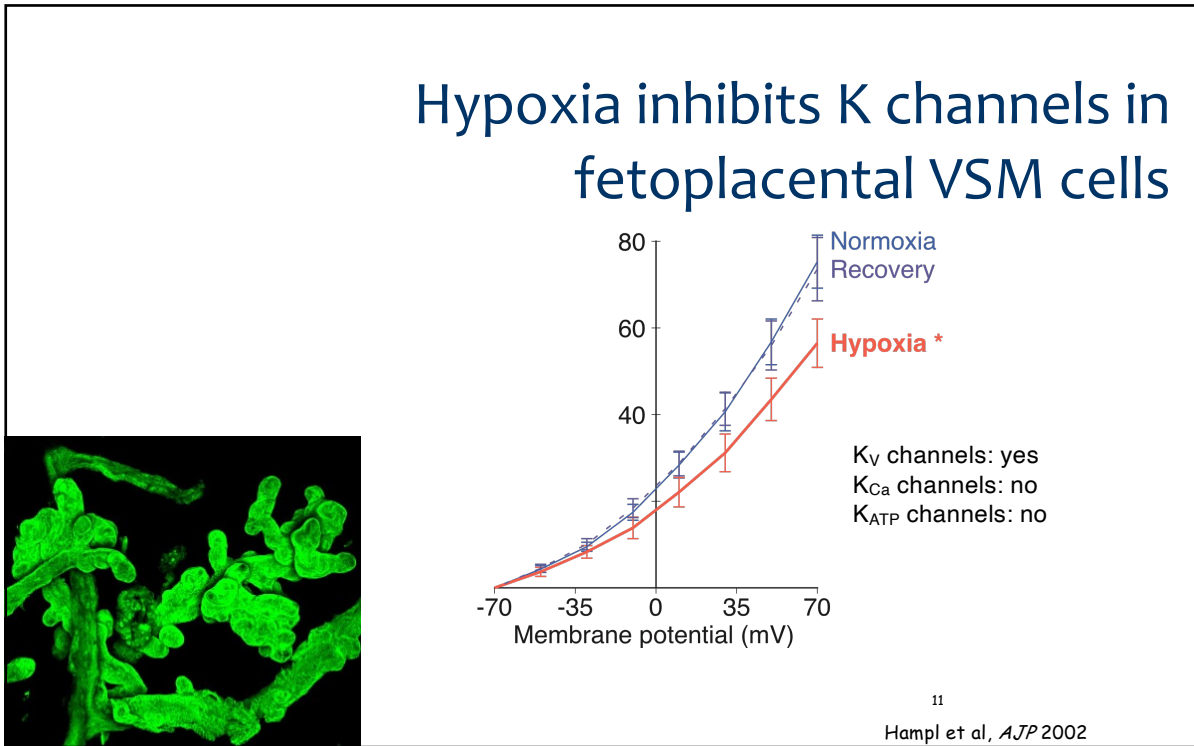 Hypoxia inhibits K channels in
fetoplacental VSM cells
80
60
40
Normoxia
Recovery
Hypoxia *
KV channels: yes
KCa channels: no
KATP channels: no
-70 -35 0 35 70
Membrane potential (mV)
11
Hampl et al, AJP 2002